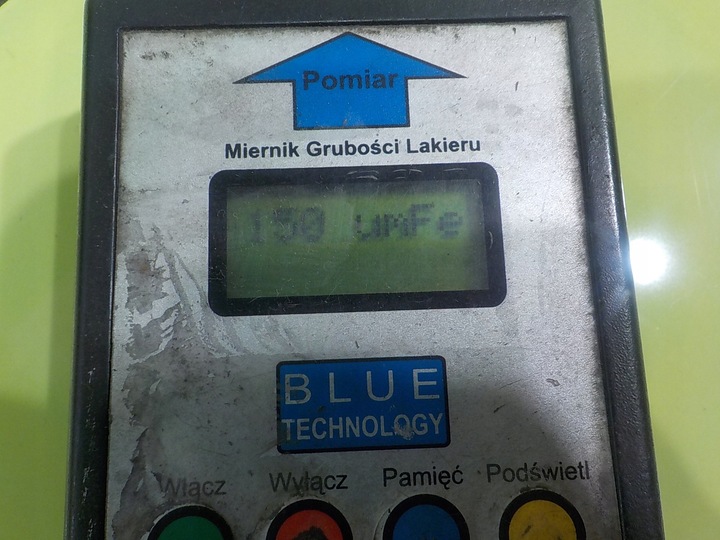 Pomiar
Miernik Grubości Lakieru
150 umFe
BLUE
TECHNOLOGY
Włącz Wyłącz Pamięć Podświetl